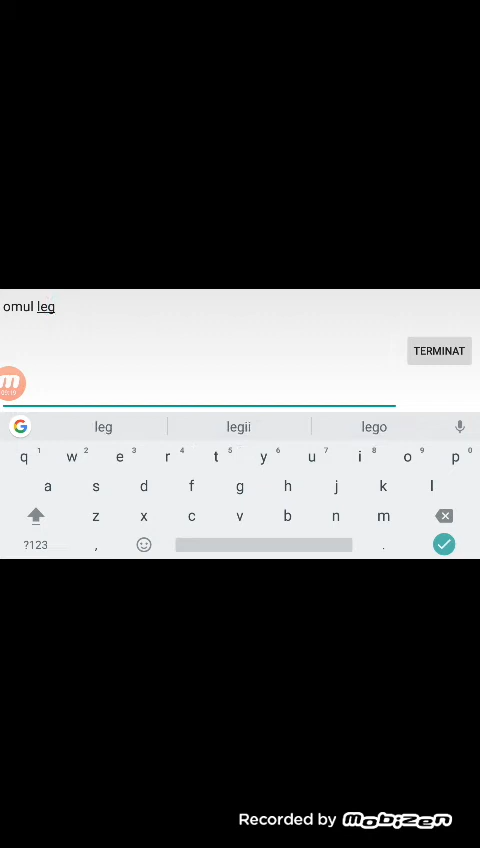 omul leg
TERMINAT
leg legii lego
q 1 w 2 e 3 r 4 t 5 y 6 u 7 i 8 o 9 p 0
a s d f g h j k l
z x c v b n m
?123 , .
Recorded by mobizen